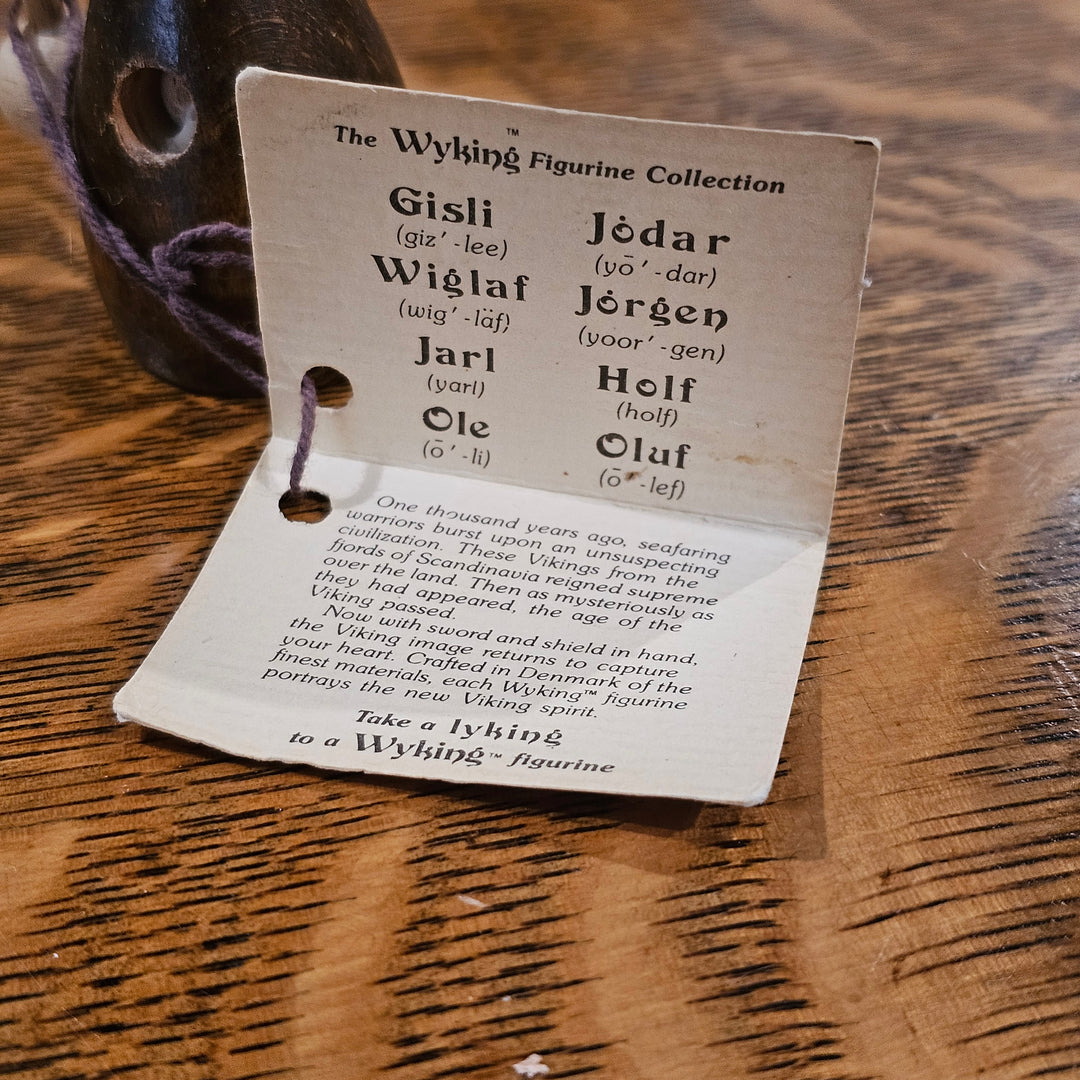 The Wyking™ Figurine Collection
Gisli
(giz′-lee)
Wiglaf
(wig′-läf)
Jarl
(yarl)
Ole
(ō′-li)
Jodar
(yō′-dar)
Jorgen
(yoor′-gen)
Holf
(holf)
Oluf
(ō′-lef)
One thousand years ago, seafaring
warriors burst upon an unsuspecting
civilization. These Vikings from the
fjords of Scandinavia reigned supreme
over the land. Then as mysteriously as
they had appeared, the age of the
Viking passed.
Now with sword and shield in hand,
the Viking image returns to capture
your heart. Crafted in Denmark of the
finest materials, each Wyking™ figurine
portrays the new Viking spirit.
Take a lyking
to a Wyking™ figurine